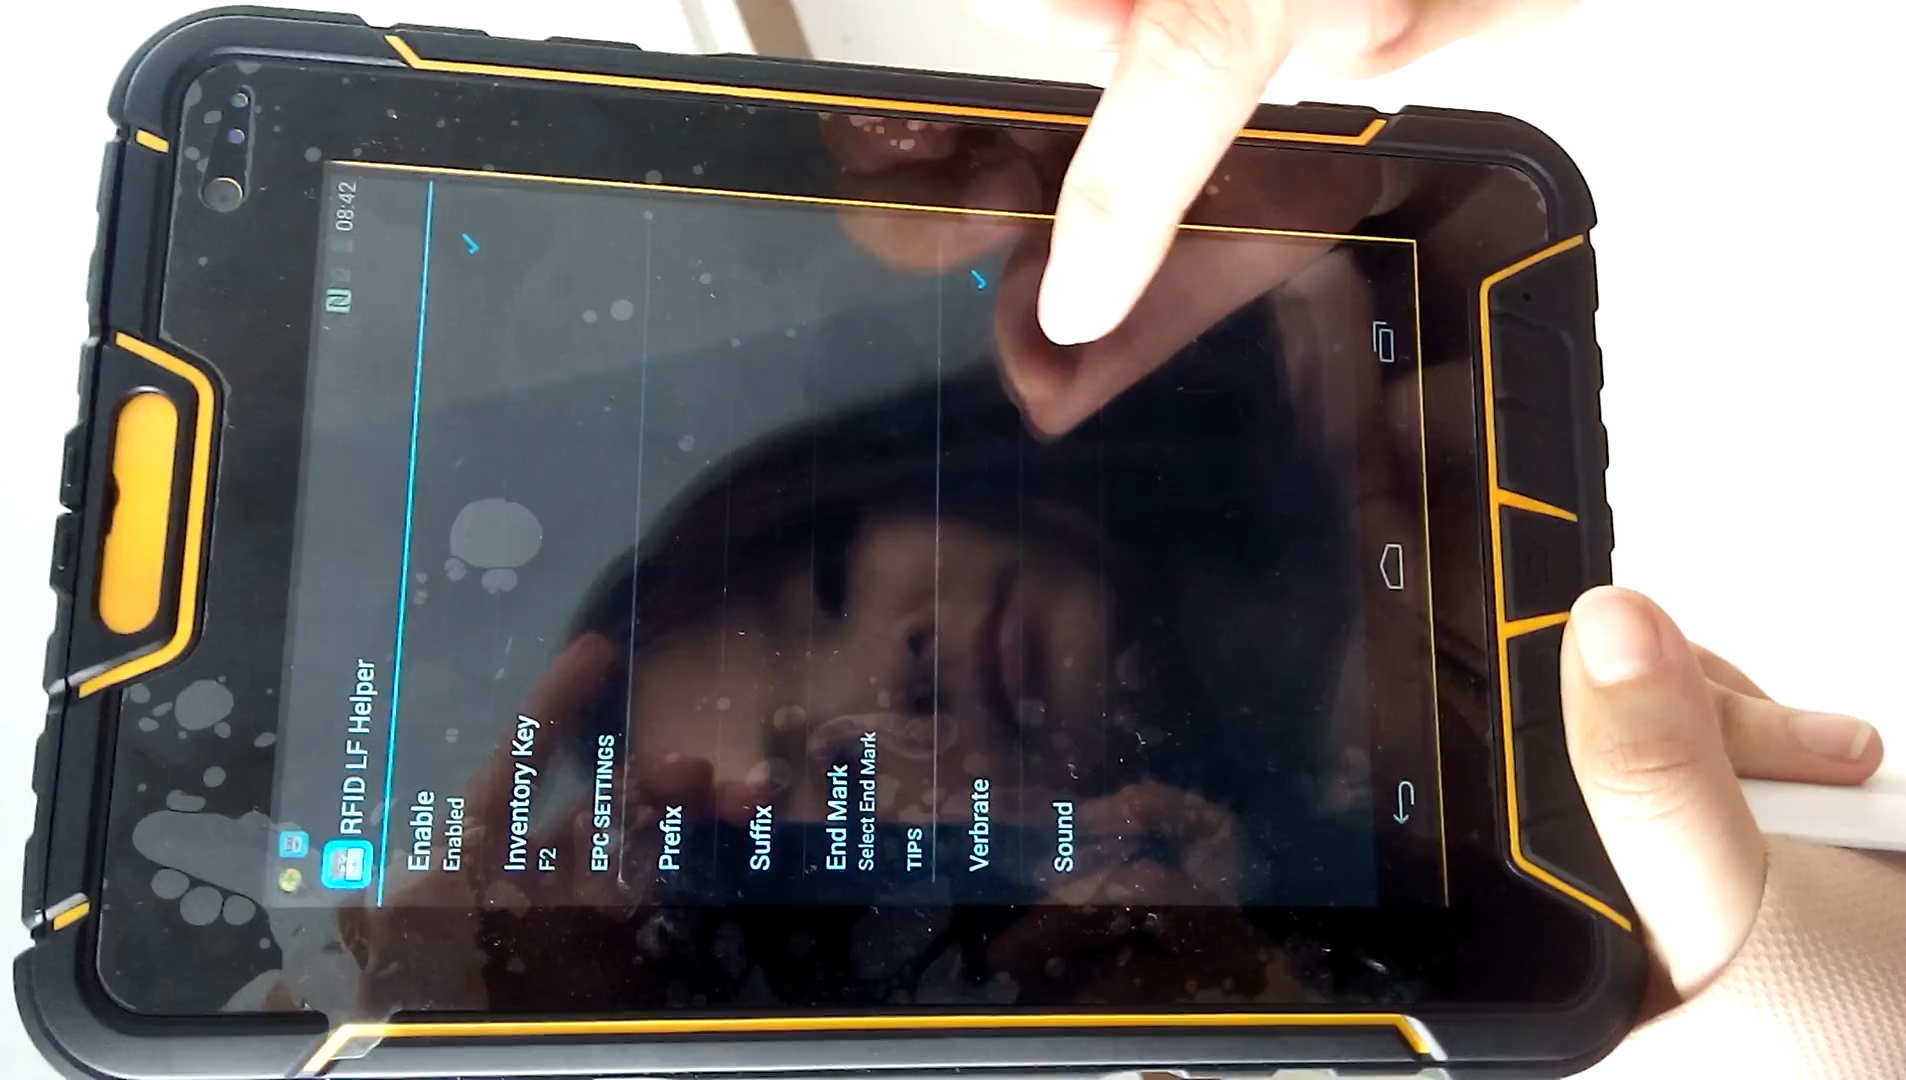 08:42
RFID LF Helper
Enable
Enabled
Inventory Key
F2
EPC SETTINGS
Prefix
Suffix
End Mark
Select End Mark
TIPS
Verbrate
Sound